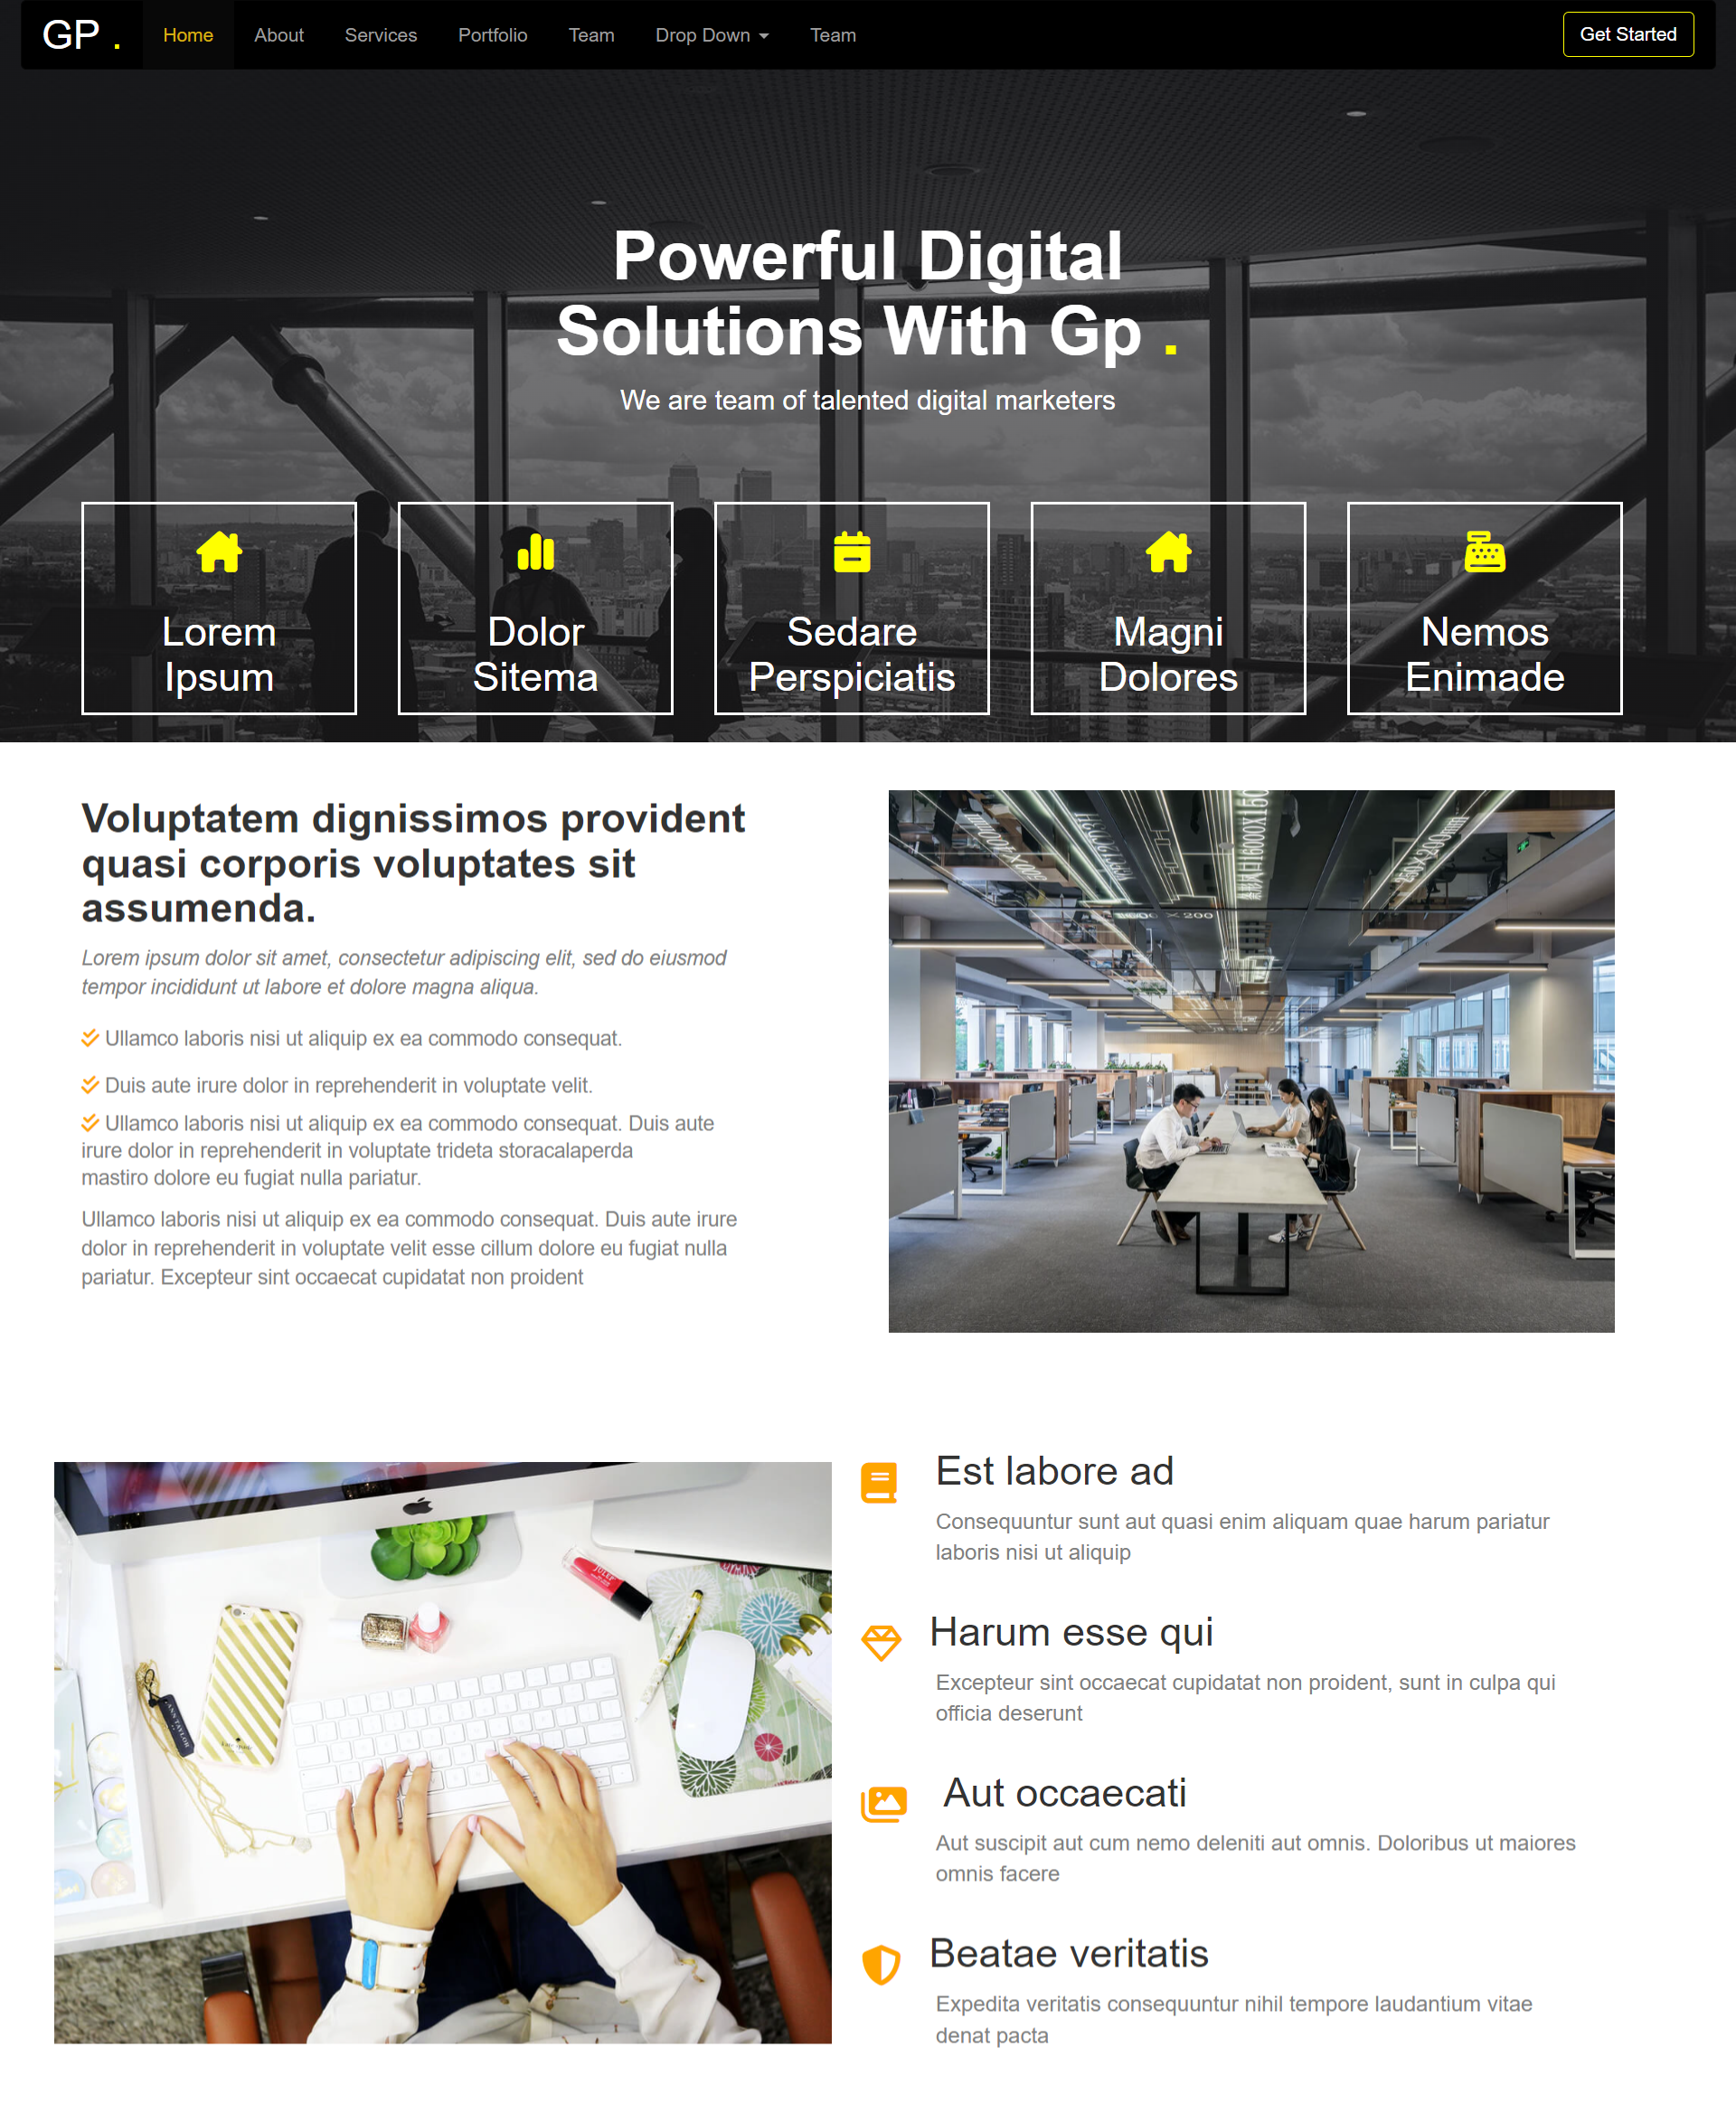 GP .
Home
About
Services
Portfolio
Team
Drop Down
Team
Get Started
Powerful Digital
Solutions With Gp .
We are team of talented digital marketers
Lorem
Ipsum
Dolor
Sitema
Sedare
Perspiciatis
Magni
Dolores
Nemos
Enimade
Voluptatem dignissimos provident
quasi corporis voluptates sit
assumenda.
Lorem ipsum dolor sit amet, consectetur adipiscing elit, sed do eiusmod
tempor incididunt ut labore et dolore magna aliqua.
Ullamco laboris nisi ut aliquip ex ea commodo consequat.
Duis aute irure dolor in reprehenderit in voluptate velit.
Ullamco laboris nisi ut aliquip ex ea commodo consequat. Duis aute
irure dolor in reprehenderit in voluptate trideta storacalaperda
mastiro dolore eu fugiat nulla pariatur.
Ullamco laboris nisi ut aliquip ex ea commodo consequat. Duis aute irure
dolor in reprehenderit in voluptate velit esse cillum dolore eu fugiat nulla
pariatur. Excepteur sint occaecat cupidatat non proident
Est labore ad
Consequuntur sunt aut quasi enim aliquam quae harum pariatur
laboris nisi ut aliquip
Harum esse qui
Excepteur sint occaecat cupidatat non proident, sunt in culpa qui
officia deserunt
Aut occaecati
Aut suscipit aut cum nemo deleniti aut omnis. Doloribus ut maiores
omnis facere
Beatae veritatis
Expedita veritatis consequuntur nihil tempore laudantium vitae
denat pacta
ANN TAYLOR